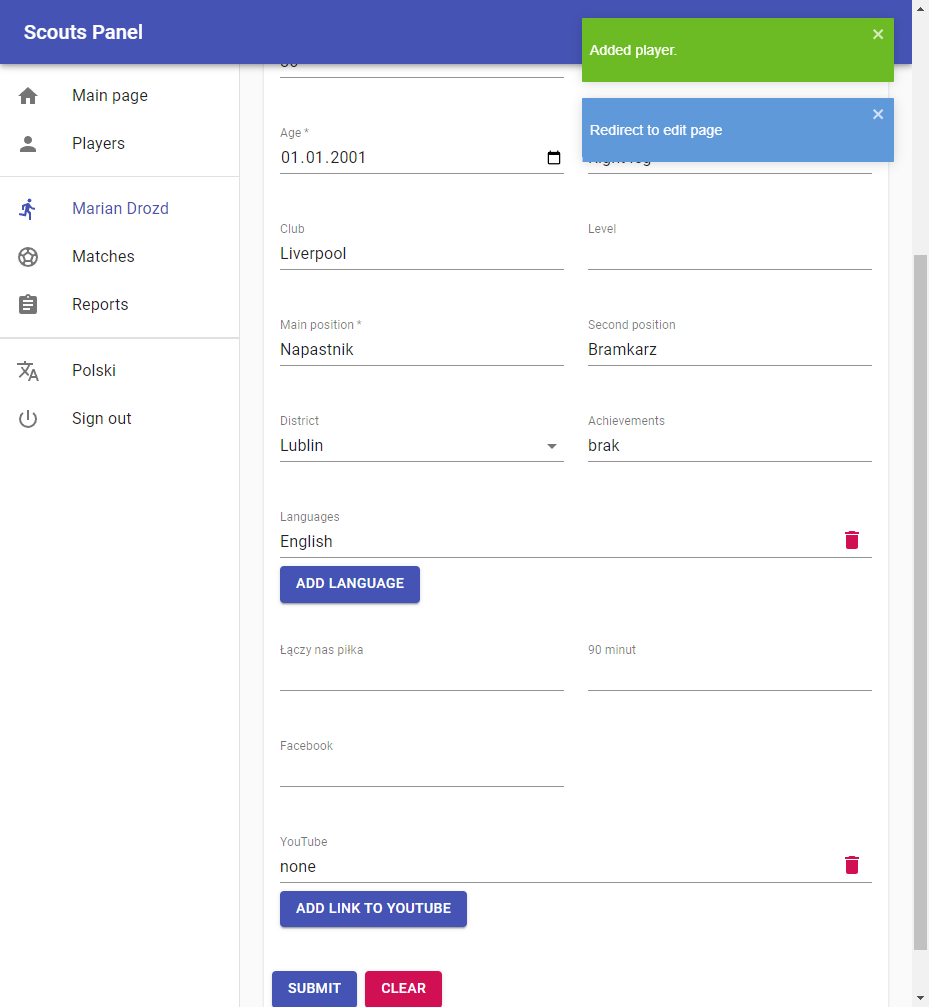 Scouts Panel
Added player.
Redirect to edit page
Main page
Players
Marian Drozd
Matches
Reports
Polski
Sign out
Age *
01.01.2001
Club
Liverpool
Level
Main position *
Napastnik
Second position
Bramkarz
District
Lublin
Achievements
brak
Languages
English
ADD LANGUAGE
Łączy nas piłka
90 minut
Facebook
YouTube
none
ADD LINK TO YOUTUBE
SUBMIT
CLEAR